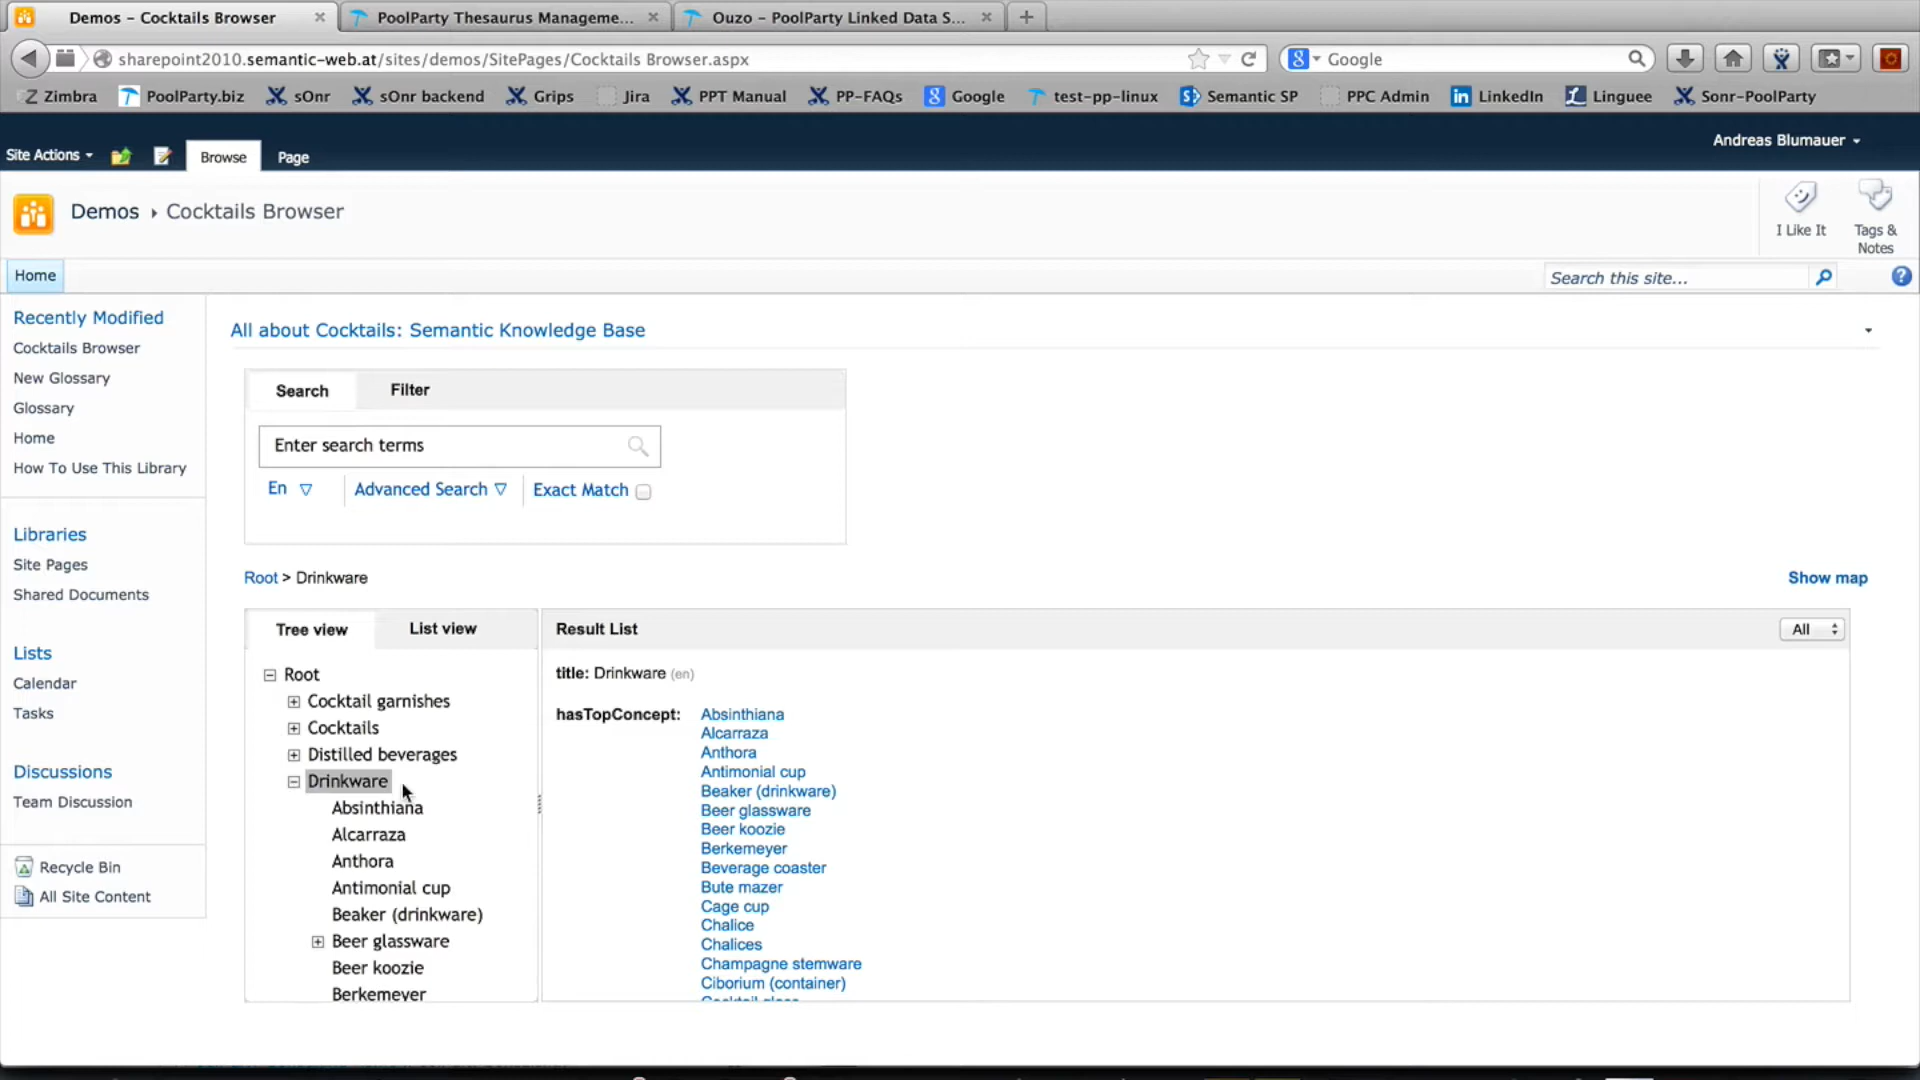 Demos – Cocktails Browser
PoolParty Thesaurus Manageme...
Ouzo – PoolParty Linked Data S...
sharepoint2010.semantic-web.at/sites/demos/SitePages/Cocktails Browser.aspx
Google
Zimbra PoolParty.biz sOnr sOnr backend Grips Jira PPT Manual PP-FAQs Google test-pp-linux Semantic SP PPC Admin LinkedIn Linguee Sonr-PoolParty
Site Actions Browse Page
Andreas Blumauer
Demos Cocktails Browser
I Like It
Tags &
Notes
Home
Search this site...
Recently Modified
Cocktails Browser
New Glossary
Glossary
Home
How To Use This Library
Libraries
Site Pages
Shared Documents
Lists
Calendar
Tasks
Discussions
Team Discussion
Recycle Bin
All Site Content
All about Cocktails: Semantic Knowledge Base
Search Filter
Enter search terms
En Advanced Search Exact Match
Root > Drinkware
Show map
Tree view List view
Root
Cocktail garnishes
Cocktails
Distilled beverages
Drinkware
Absinthiana
Alcarraza
Anthora
Antimonial cup
Beaker (drinkware)
Beer glassware
Beer koozie
Berkemeyer
Result List
All
title: Drinkware (en)
hasTopConcept: Absinthiana
Alcarraza
Anthora
Antimonial cup
Beaker (drinkware)
Beer glassware
Beer koozie
Berkemeyer
Beverage coaster
Bute mazer
Cage cup
Chalice
Chalices
Champagne stemware
Ciborium (container)